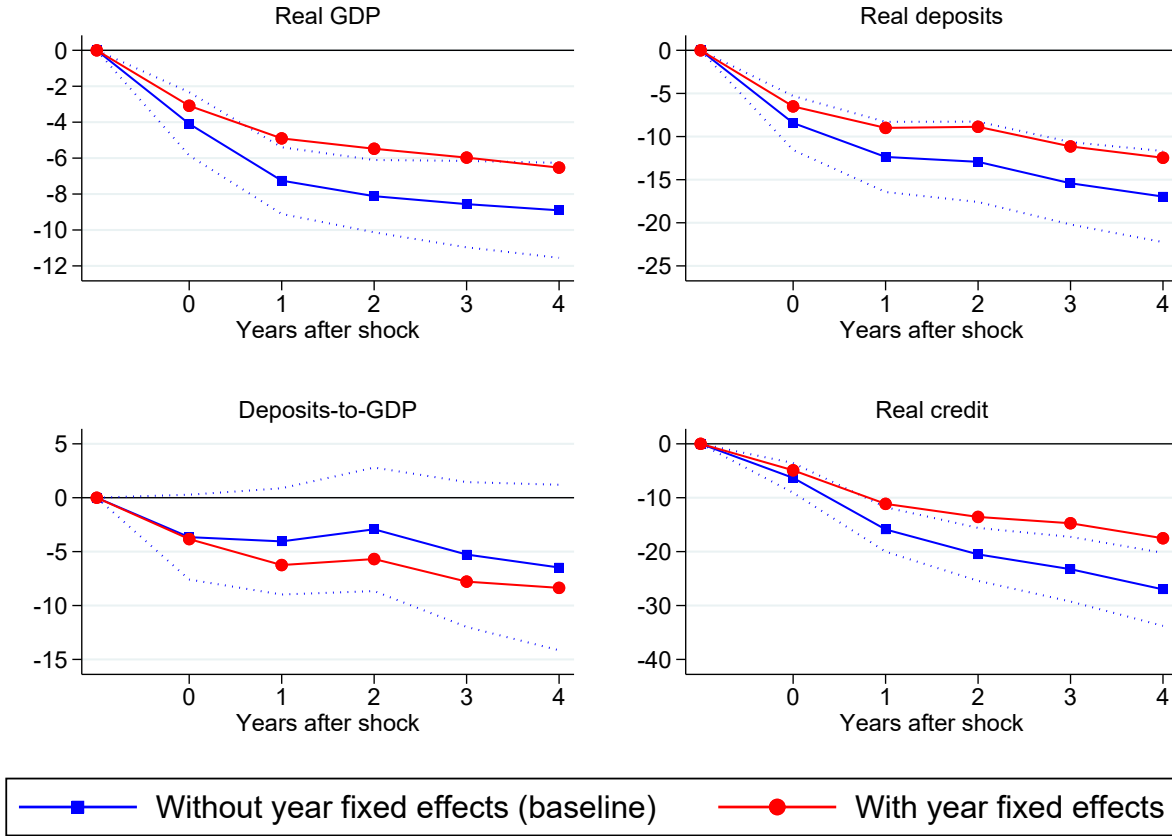 Real GDP
0
-2
-4
-6
-8
-10
-12
0 1 2 3 4
Years after shock
Real deposits
0
-5
-10
-15
-20
-25
0 1 2 3 4
Years after shock
Deposits-to-GDP
5
0
-5
-10
-15
0 1 2 3 4
Years after shock
Real credit
0
-10
-20
-30
-40
0 1 2 3 4
Years after shock
Without year fixed effects (baseline) With year fixed effects